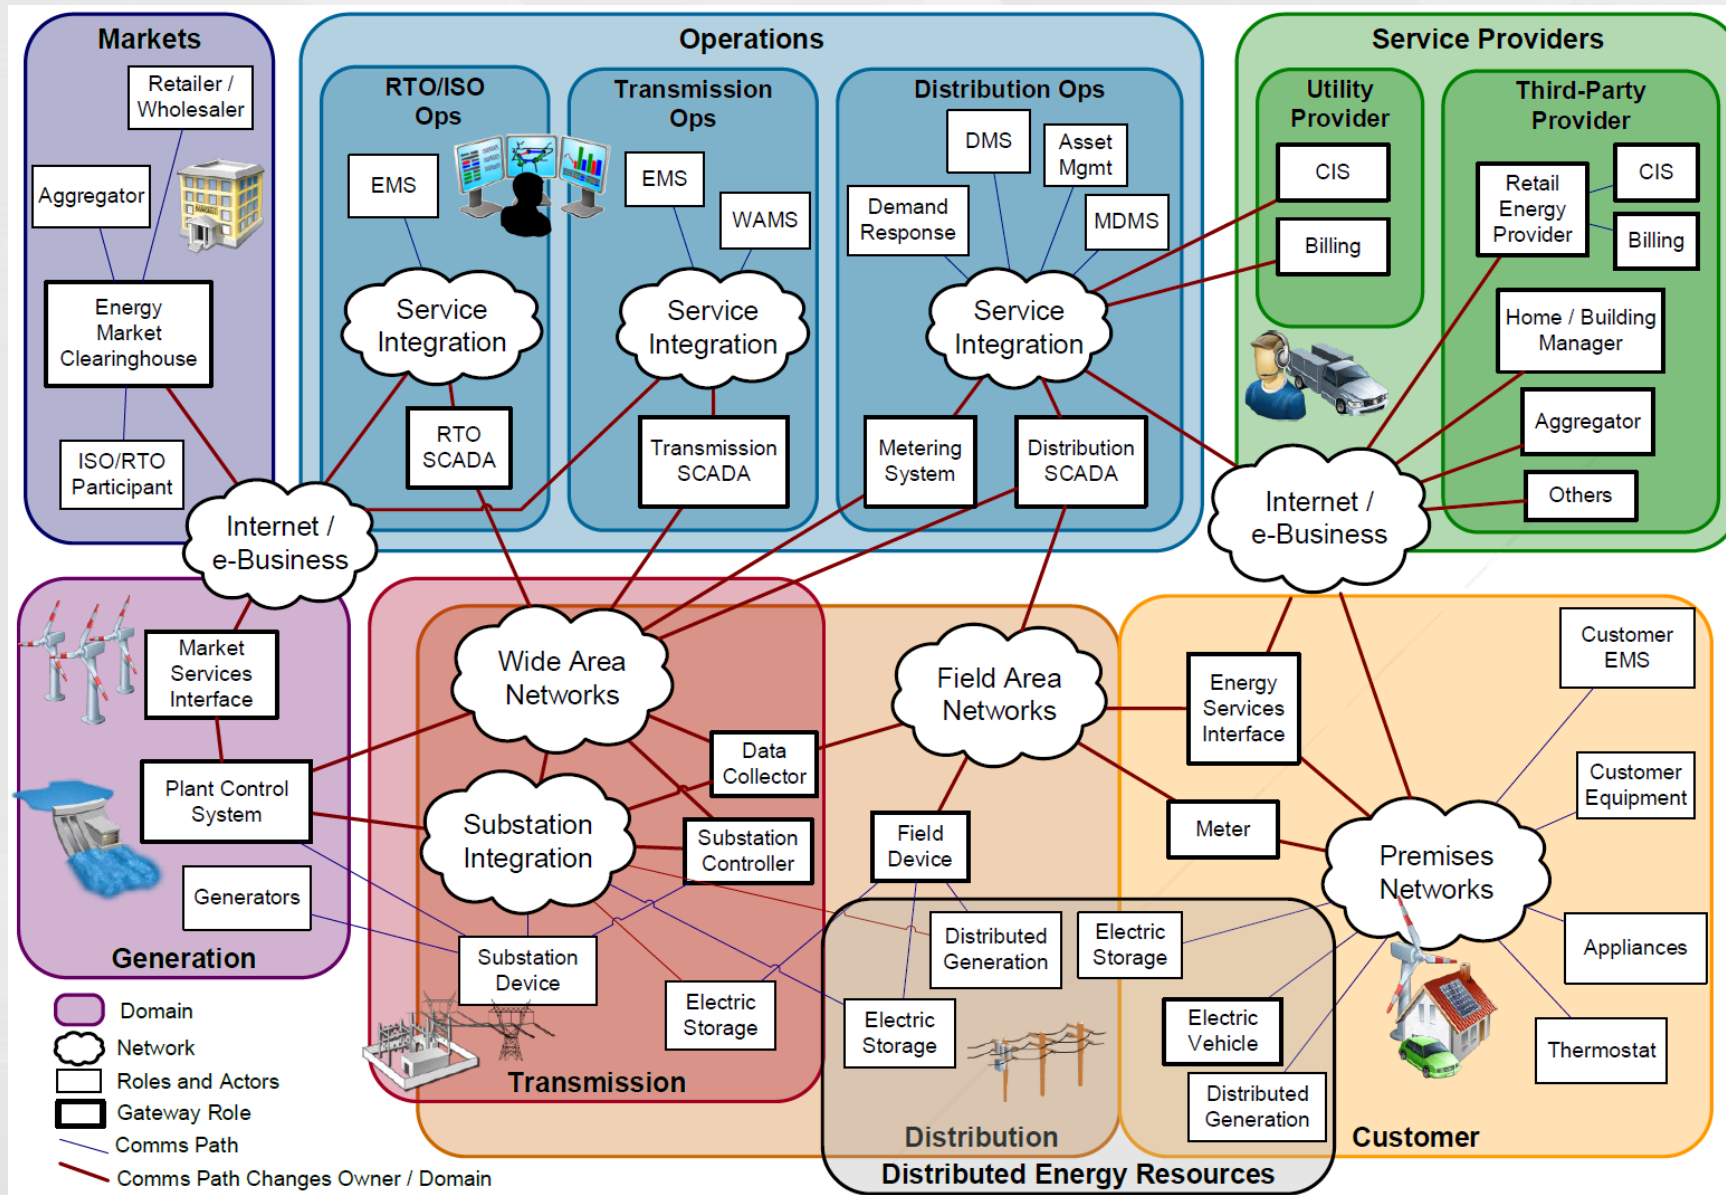 Markets
Retailer /
Wholesaler
Aggregator
Energy
Market
Clearinghouse
ISO/RTO
Participant
Operations
RTO/ISO
Ops
EMS
Service
Integration
RTO
SCADA
Transmission
Ops
EMS
WAMS
Service
Integration
Transmission
SCADA
Distribution Ops
DMS
Asset
Mgmt
Demand
Response
MDMS
Service
Integration
Metering
System
Distribution
SCADA
Service Providers
Utility
Provider
CIS
Billing
Third-Party
Provider
Retail
Energy
Provider
CIS
Billing
Home / Building
Manager
Aggregator
Others
Internet /
e-Business
Internet /
e-Business
Market
Services
Interface
Plant Control
System
Generators
Generation
Wide Area
Networks
Data
Collector
Substation
Integration
Substation
Controller
Substation
Device
Electric
Storage
Transmission
Field Area
Networks
Field
Device
Distributed
Generation
Electric
Storage
Distribution
Energy
Services
Interface
Meter
Customer
EMS
Customer
Equipment
Premises
Networks
Appliances
Thermostat
Customer
Electric
Storage
Electric
Vehicle
Distributed
Generation
Distributed Energy Resources
Domain
Network
Roles and Actors
Gateway Role
Comms Path
Comms Path Changes Owner / Domain